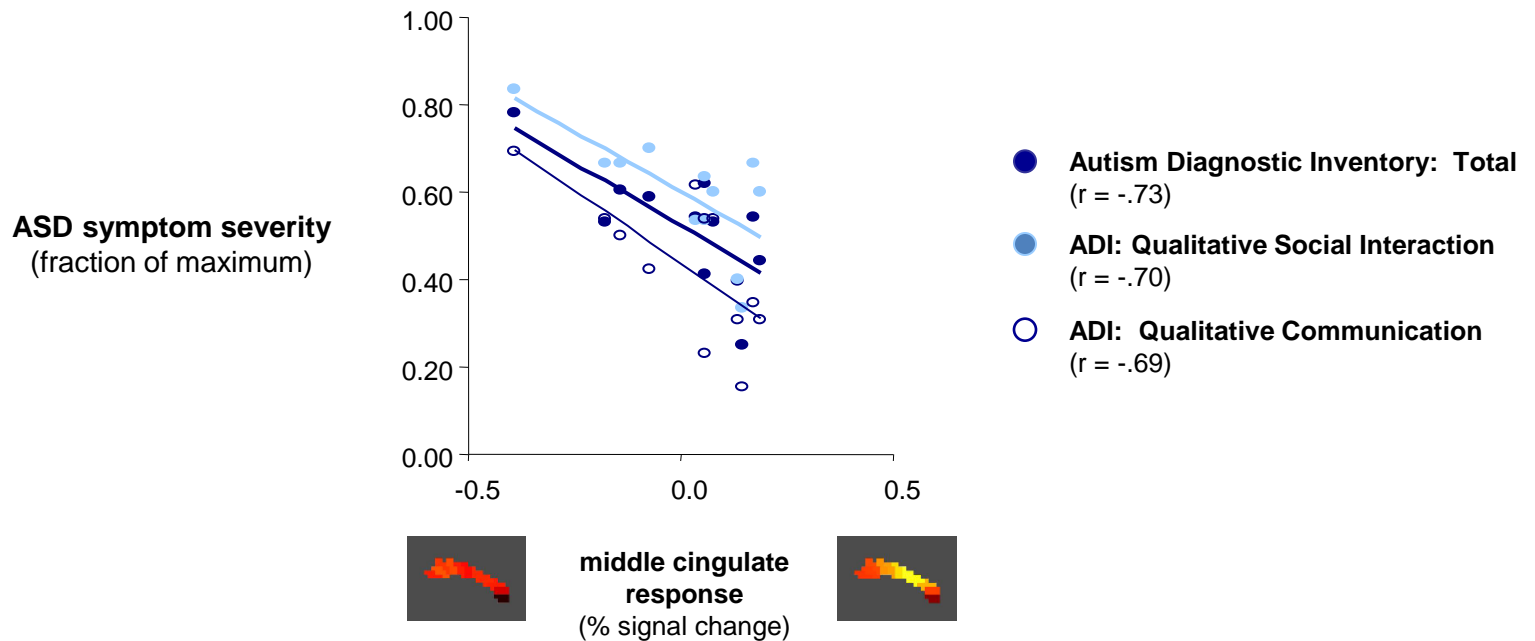 1.00
0.80
0.60
0.40
0.20
0.00
-0.5
0.0
0.5
ASD symptom severity
(fraction of maximum)
middle cingulate
response
(% signal change)
Autism Diagnostic Inventory:  Total
(r = -.73)
ADI: Qualitative Social Interaction
(r = -.70)
ADI:  Qualitative Communication
(r = -.69)